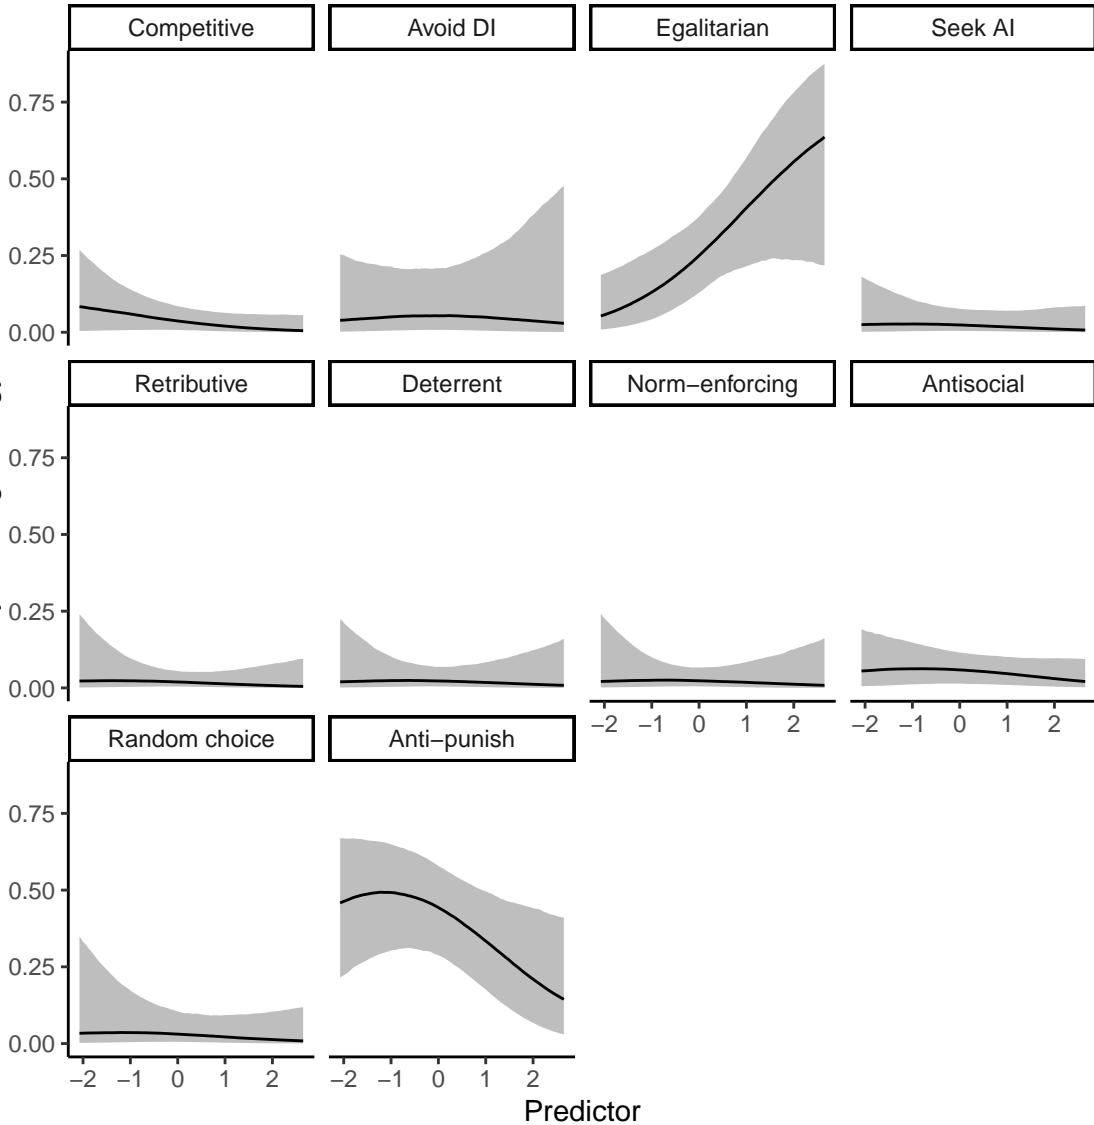 Competitive Avoid DI Egalitarian Seek AI
0.75
0.50
0.25
0.00
Retributive Deterrent Norm−enforcing Antisocial
0.75
0.50
0.25
0.00
−2 −1 0 1 2 −2 −1 0 1 2
Random choice Anti−punish
0.75
0.50
0.25
0.00
−2 −1 0 1 2 −2 −1 0 1 2
Predictor